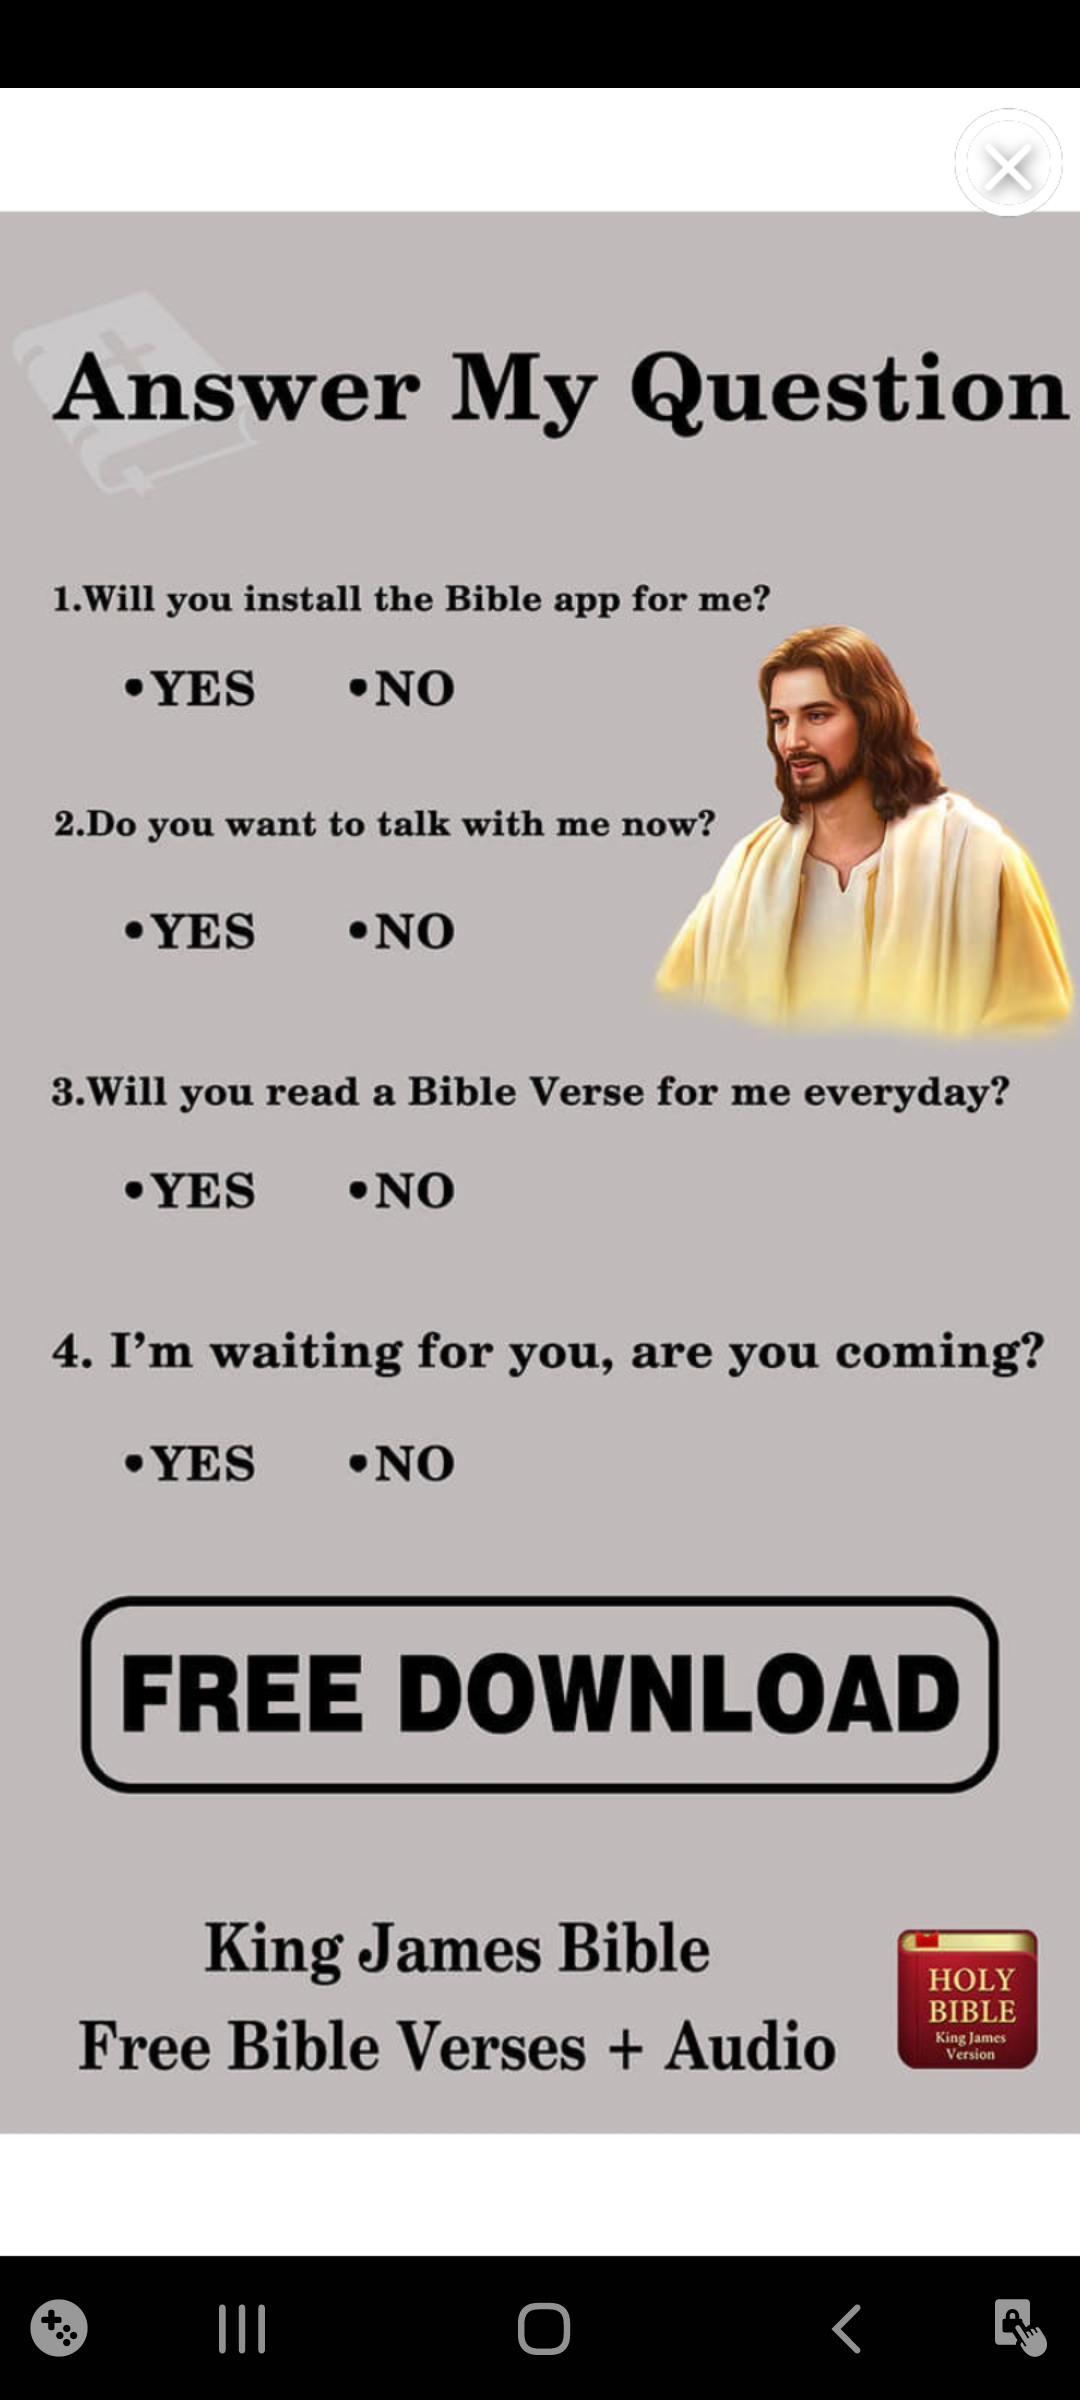 Answer My Question
1.Will you install the Bible app for me?
•YES •NO
2.Do you want to talk with me now?
•YES •NO
3.Will you read a Bible Verse for me everyday?
•YES •NO
4. I'm waiting for you, are you coming?
•YES •NO
FREE DOWNLOAD
King James Bible
Free Bible Verses + Audio
HOLY
BIBLE
King James
Version